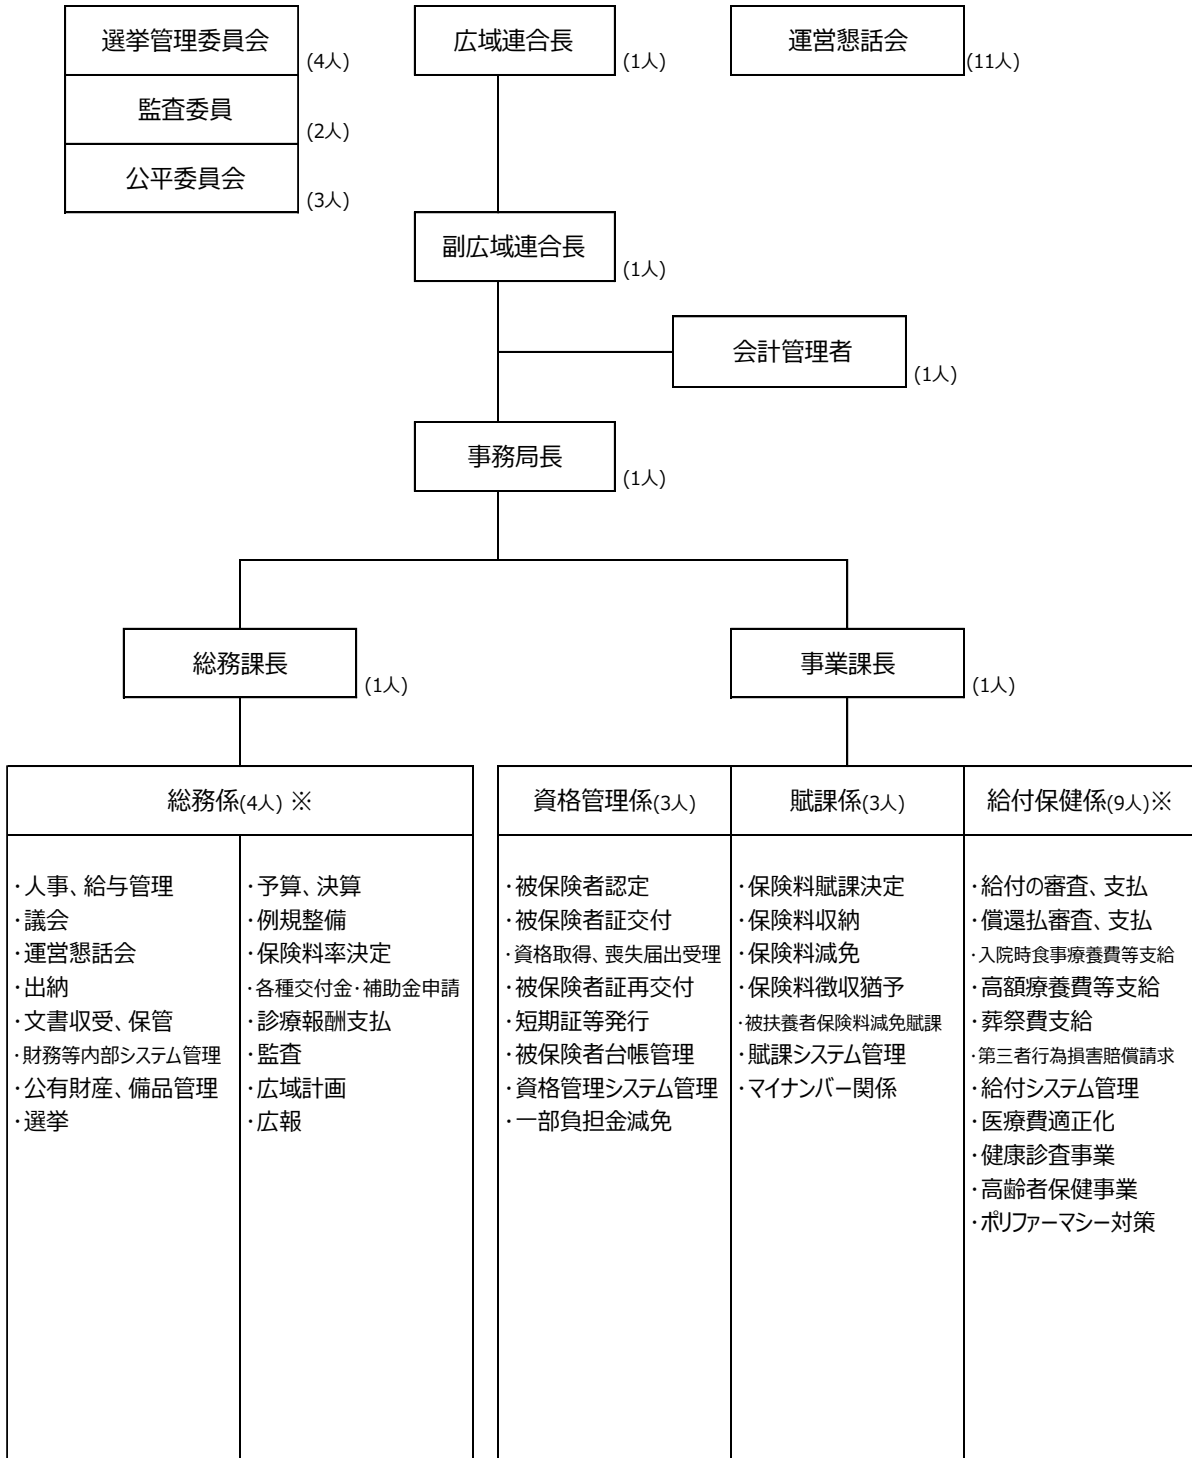 選挙管理委員会
(4人)
監査委員
(2人)
公平委員会
(3人)
広域連合長
(1人)
運営懇話会
(11人)
副広域連合長
(1人)
会計管理者
(1人)
事務局長
(1人)
総務課長
(1人)
事業課長
(1人)
総務係(4人) ※
・人事、給与管理
・議会
・運営懇話会
・出納
・文書収受、保管
・財務等内部システム管理
・公有財産、備品管理
・選挙
・予算、決算
・例規整備
・保険料率決定
・各種交付金・補助金申請
・診療報酬支払
・監査
・広域計画
・広報
資格管理係(3人)
・被保険者認定
・被保険者証交付
・資格取得、喪失届出受理
・被保険者証再交付
・短期証等発行
・被保険者台帳管理
・資格管理システム管理
・一部負担金減免
賦課係(3人)
・保険料賦課決定
・保険料収納
・保険料減免
・保険料徴収猶予
・被扶養者保険料減免賦課
・賦課システム管理
・マイナンバー関係
給付保健係(9人)※
・給付の審査、支払
・償還払審査、支払
・入院時食事療養費等支給
・高額療養費等支給
・葬祭費支給
・第三者行為損害賠償請求
・給付システム管理
・医療費適正化
・健康診査事業
・高齢者保健事業
・ポリファーマシー対策